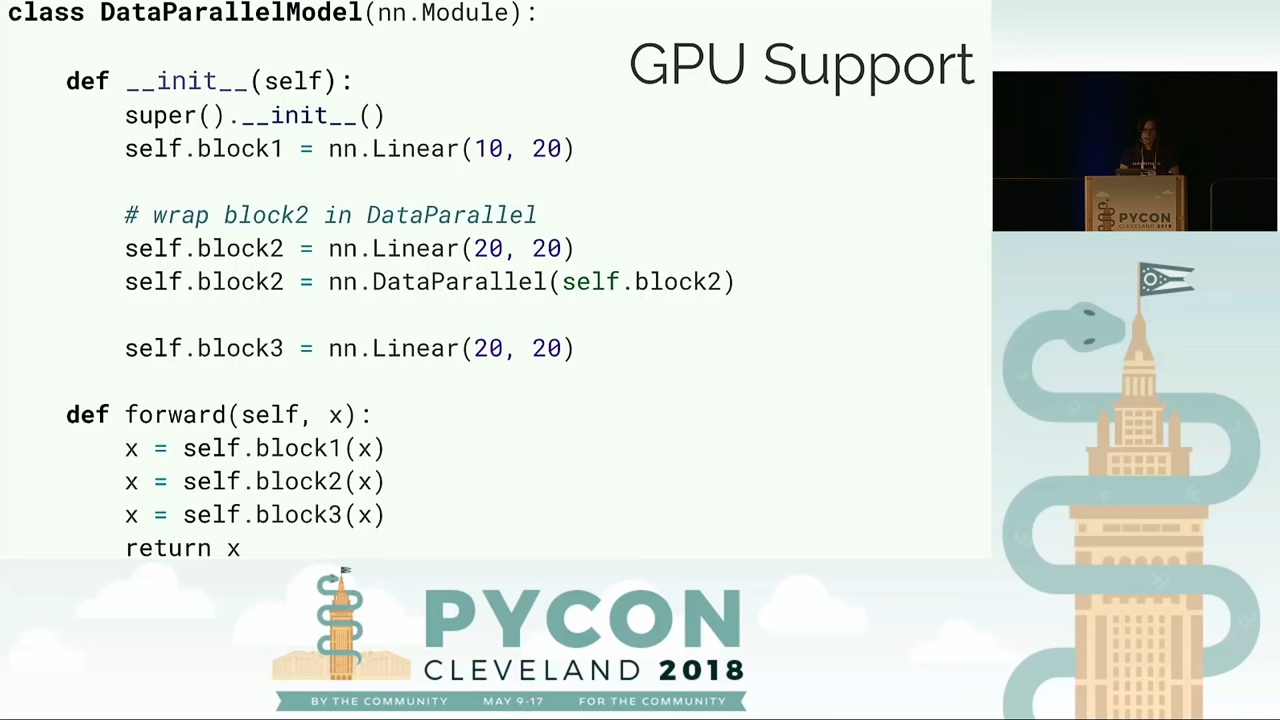 class DataParallelModel(nn.Module):
GPU Support
def __init__(self):
super().__init__()
self.block1 = nn.Linear(10, 20)
# wrap block2 in DataParallel
self.block2 = nn.Linear(20, 20)
self.block2 = nn.DataParallel(self.block2)
self.block3 = nn.Linear(20, 20)
def forward(self, x):
x = self.block1(x)
x = self.block2(x)
x = self.block3(x)
return x
PYCON
CLEVELAND 2018
PYCON
CLEVELAND 2018
BY THE COMMUNITY MAY 9-17 FOR THE COMMUNITY